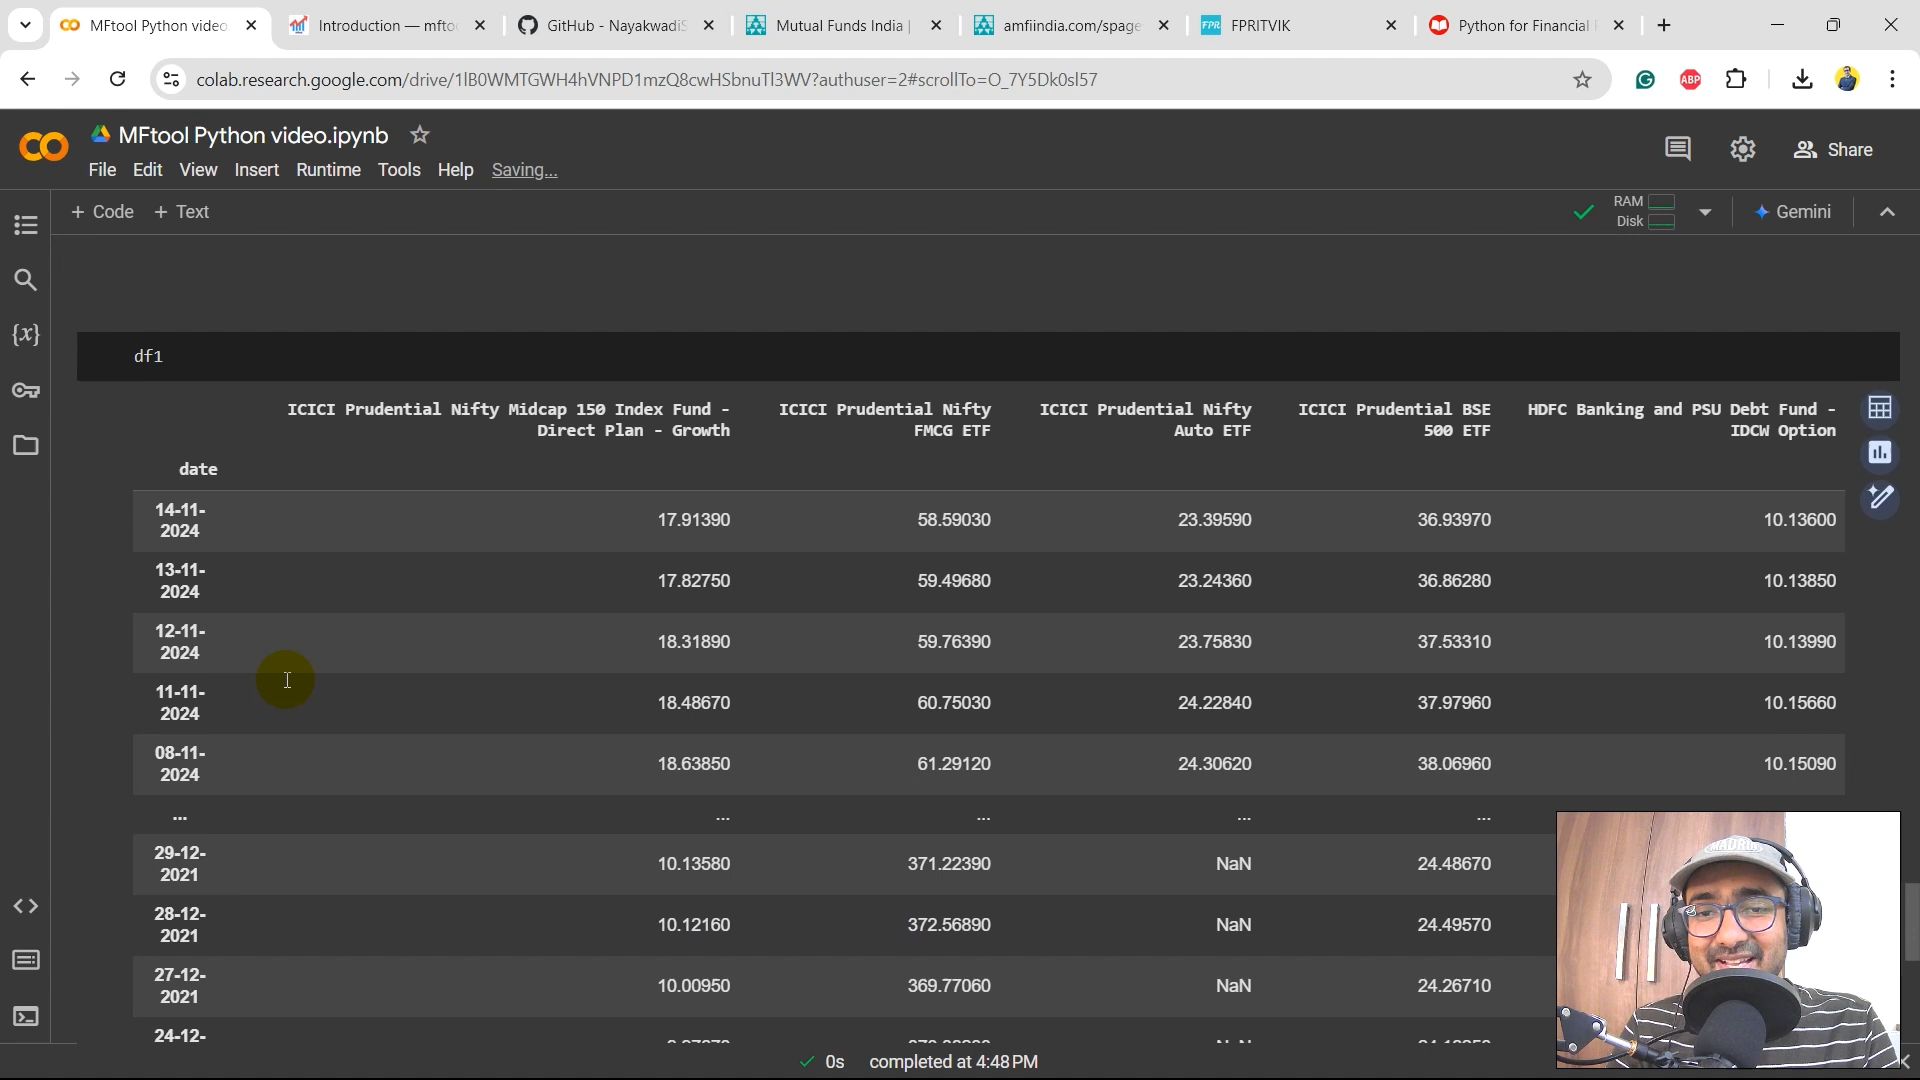 MFtool Python video
Introduction — mfto
GitHub - NayakwadiS
Mutual Funds India |
amfiindia.com/spage
FPR
FPRITVIK
Python for Financial
colab.research.google.com/drive/1lB0WMTGWH4hVNPD1mzQ8cwHSbnuTl3WV?authuser=2#scrollTo=O_7Y5Dk0sl57
ABP
MFtool Python video.ipynb
File Edit View Insert Runtime Tools Help Saving...
Share
+ Code + Text
RAM
Disk
Gemini
{x}
df1
ICICI Prudential Nifty Midcap 150 Index Fund -
Direct Plan - Growth
ICICI Prudential Nifty
FMCG ETF
ICICI Prudential Nifty
Auto ETF
ICICI Prudential BSE
500 ETF
HDFC Banking and PSU Debt Fund -
IDCW Option
date
14-11-
2024 17.91390 58.59030 23.39590 36.93970 10.13600
13-11-
2024 17.82750 59.49680 23.24360 36.86280 10.13850
12-11-
2024 18.31890 59.76390 23.75830 37.53310 10.13990
11-11-
2024 18.48670 60.75030 24.22840 37.97960 10.15660
08-11-
2024 18.63850 61.29120 24.30620 38.06960 10.15090
... ... ... ... ...
29-12-
2021 10.13580 371.22390 NaN 24.48670
28-12-
2021 10.12160 372.56890 NaN 24.49570
27-12-
2021 10.00950 369.77060 NaN 24.26710
24-12-
MADRID
0s completed at 4:48 PM